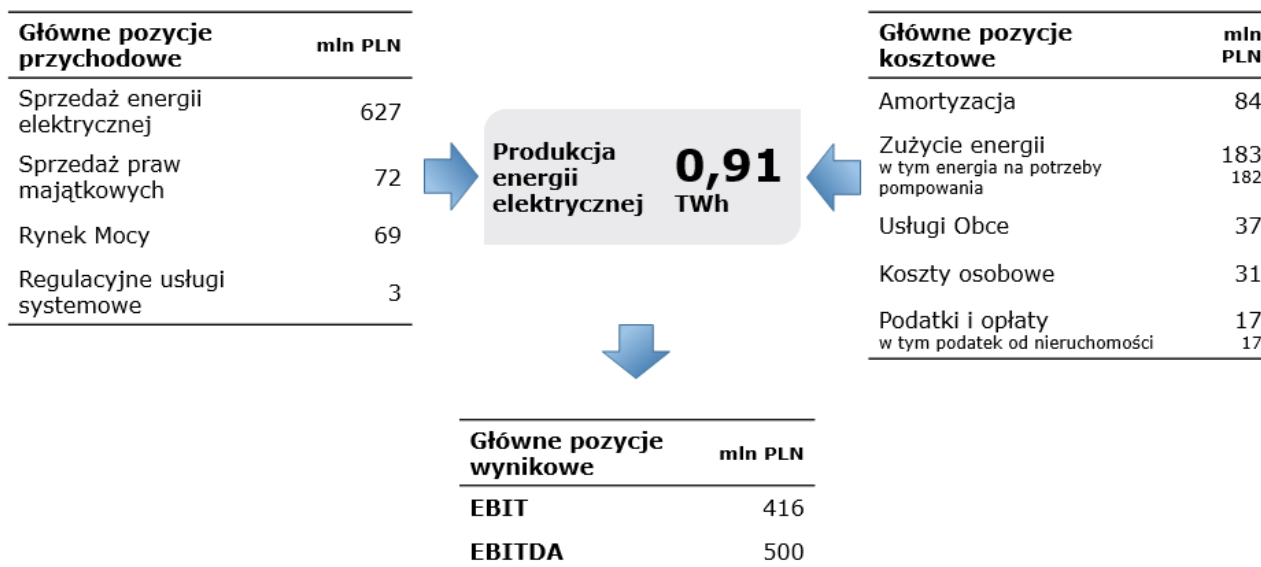 Główne pozycje
przychodowe
mln PLN
Sprzedaż energii
elektrycznej
627
Sprzedaż praw
majątkowych
72
Rynek Mocy
69
Regulacyjne usługi
systemowe
3
Produkcja
energii
elektrycznej
0,91
TWh
Główne pozycje
kosztowe
mln
PLN
Amortyzacja
84
Zużycie energii
183
w tym energia na potrzeby
pompowania
182
Usługi Obce
37
Koszty osobowe
31
Podatki i opłaty
17
w tym podatek od nieruchomości
17
Główne pozycje
wynikowe
mln PLN
EBIT
416
EBITDA
500